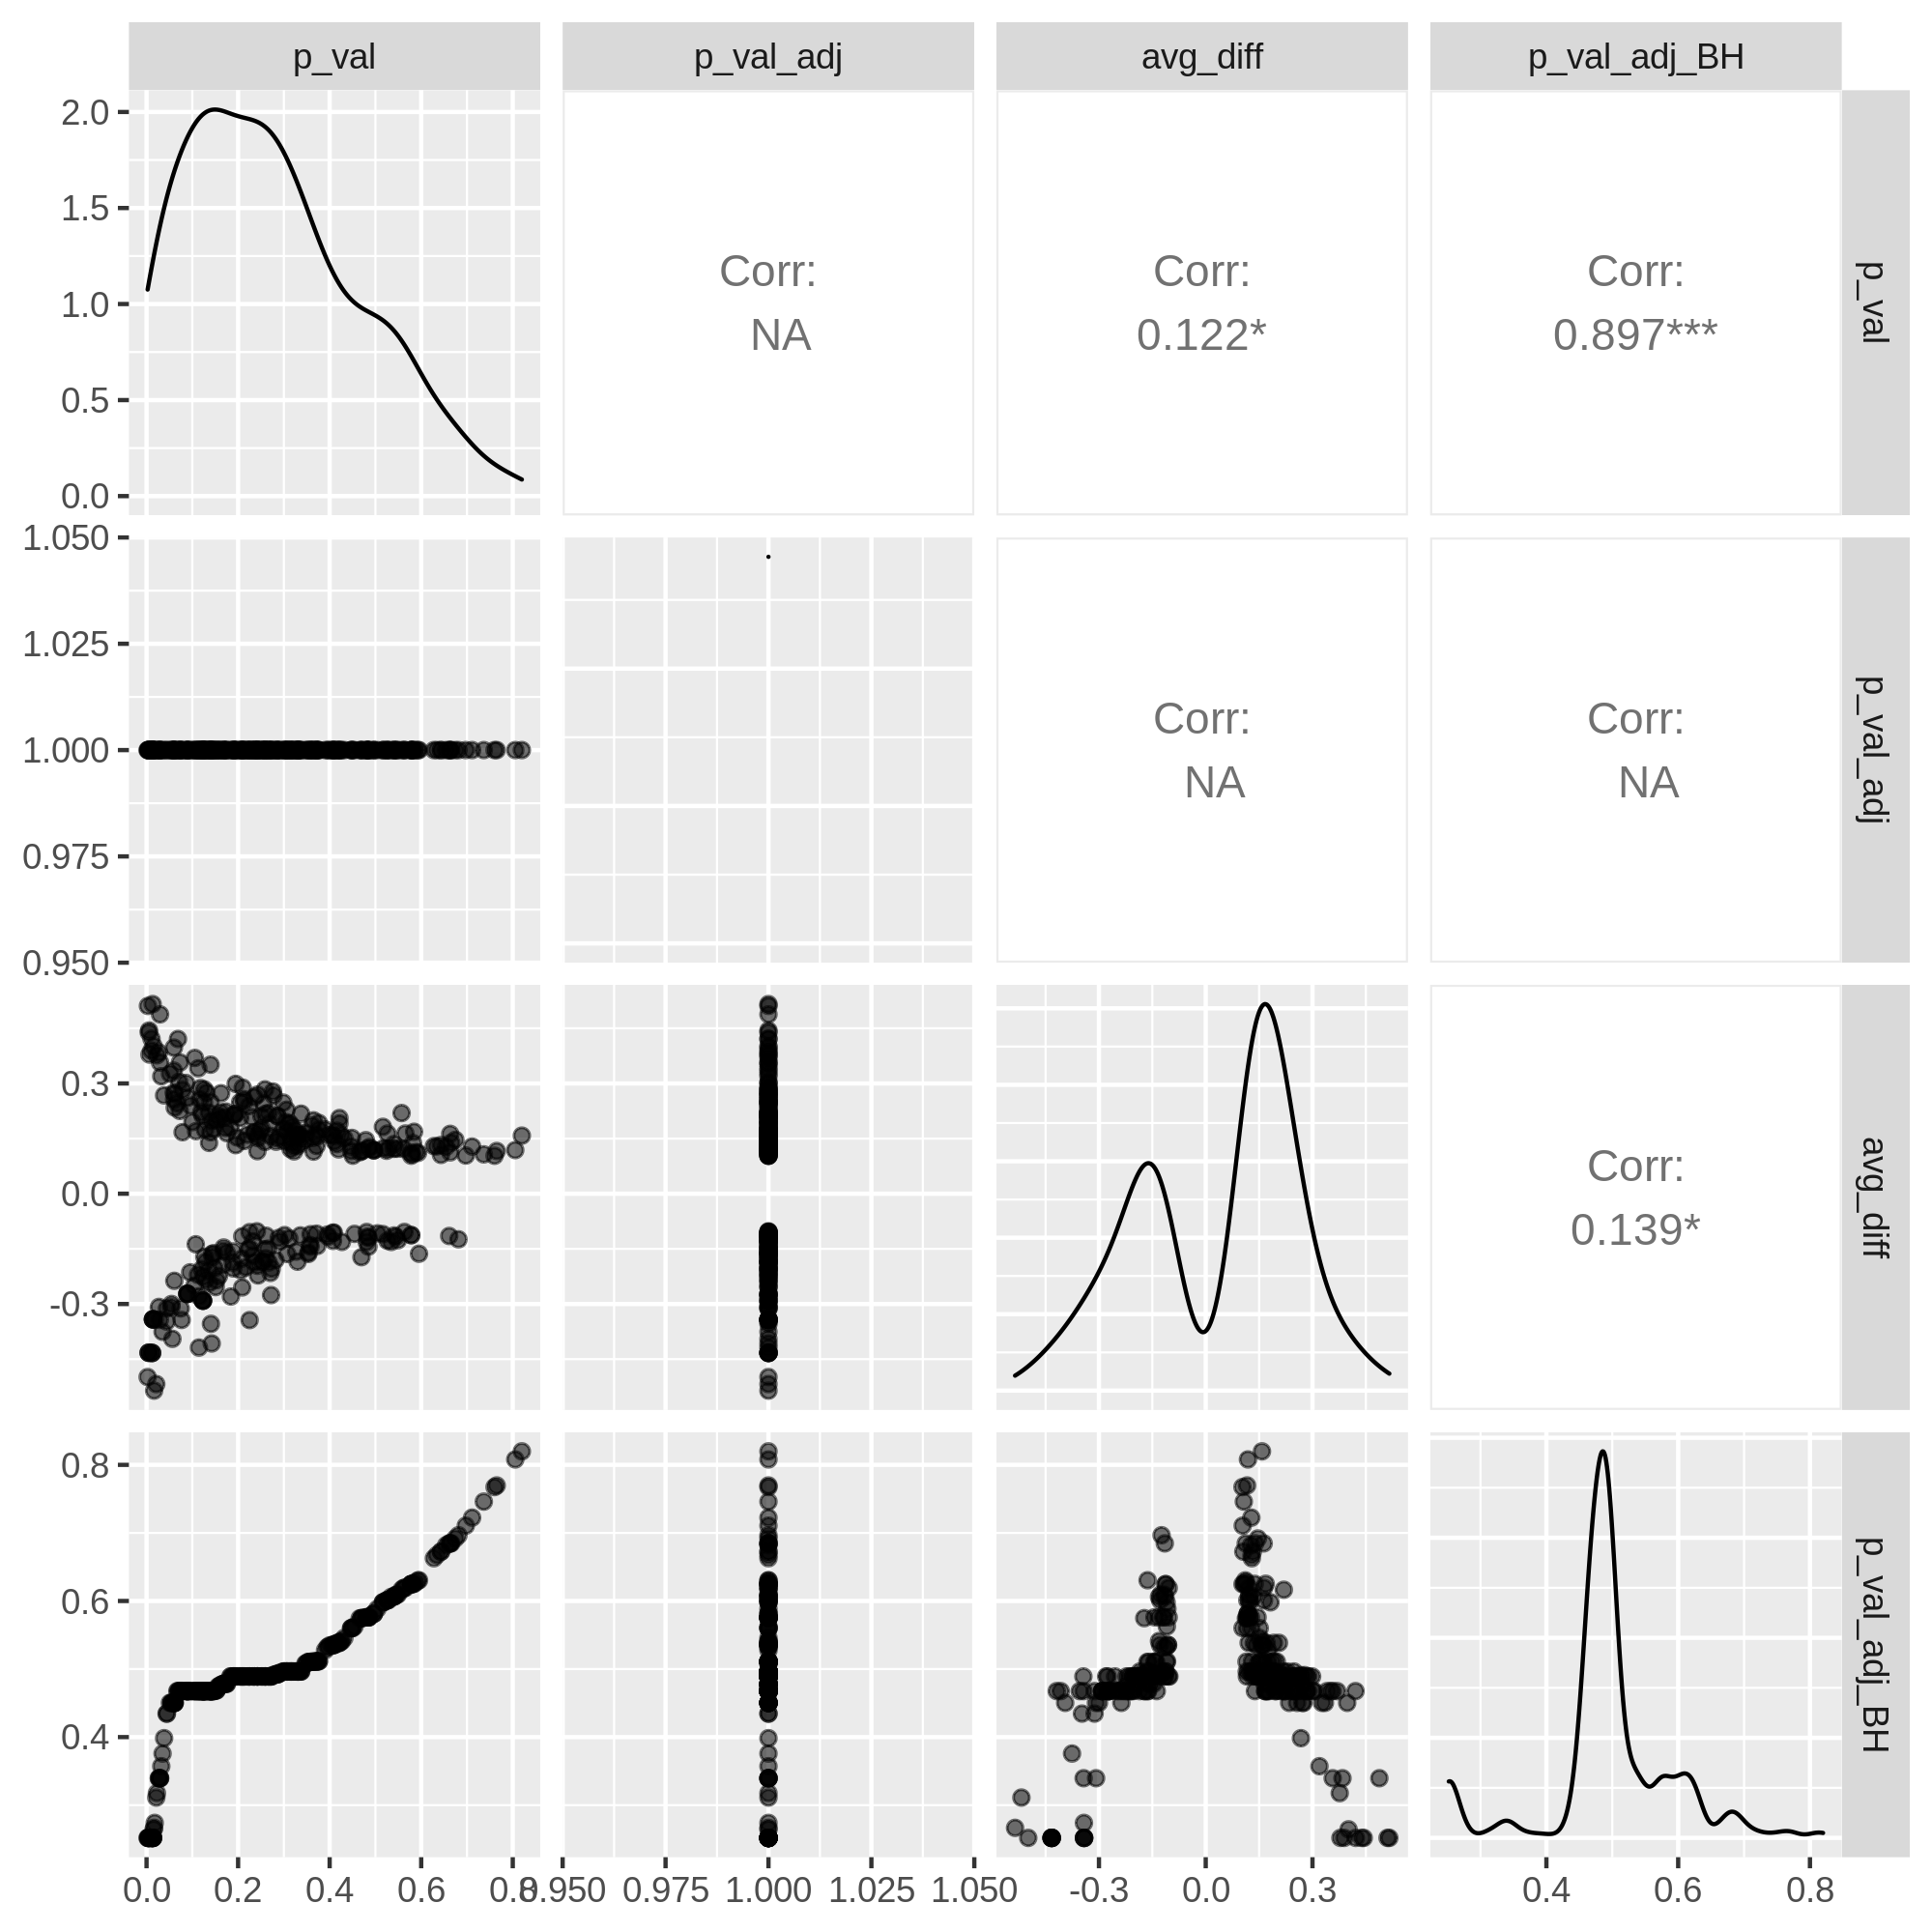 p_val p_val_adj avg_diff p_val_adj_BH
2.0
1.5
1.0
0.5
0.0
Corr:
NA
Corr:
0.122*
Corr:
0.897***
p_val
1.050
1.025
1.000
0.975
0.950
Corr:
NA
Corr:
NA
p_val_adj
0.3
0.0
-0.3
Corr:
0.139*
avg_diff
0.8
0.6
0.4
p_val_adj_BH
0.0 0.2 0.4 0.6 0.8
0.950 0.975 1.000 1.025 1.050
-0.3 0.0 0.3
0.4 0.6 0.8